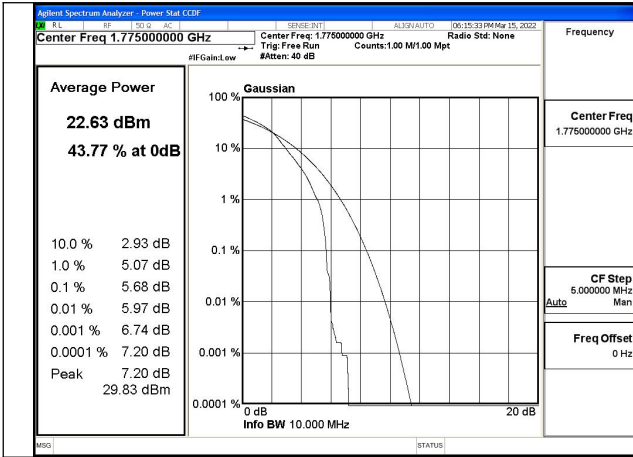 Agilent Spectrum Analyzer - Power Stat CCDF
LXI RL RF 50 Ω AC SENSE:INT ALIGNAUTO 06:15:33 PM Mar 15, 2022
Center Freq 1.775000000 GHz
Center Freq: 1.775000000 GHz Radio Std: None
Trig: Free Run Counts:1.00 M/1.00 Mpt
#IFGain:Low #Atten: 40 dB
Frequency
Average Power
22.63 dBm
43.77 % at 0dB
10.0 % 2.93 dB
1.0 % 5.07 dB
0.1 % 5.68 dB
0.01 % 5.97 dB
0.001 % 6.74 dB
0.0001 % 7.20 dB
Peak 7.20 dB
29.83 dBm
Gaussian
100 %
10 %
1 %
0.1 %
0.01 %
0.001 %
0.0001 %
0 dB 20 dB
Info BW 10.000 MHz
Center Freq
1.775000000 GHz
CF Step
5.000000 MHz
Auto Man
Freq Offset
0 Hz
MSG STATUS